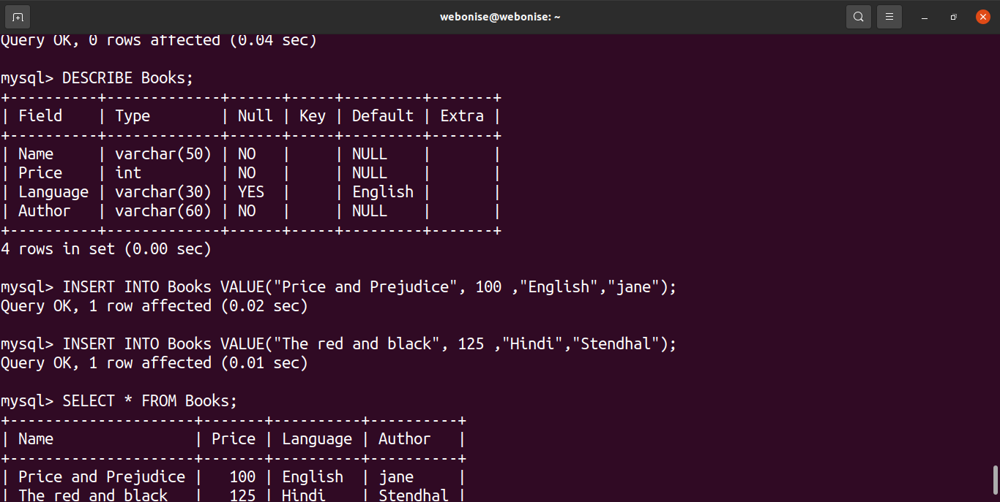 webonise@webonise: ~
Query OK, 0 rows affected (0.04 sec)
mysql> DESCRIBE Books;
+----------+-------------+------+-----+---------+-------+
| Field    | Type        | Null | Key | Default | Extra |
+----------+-------------+------+-----+---------+-------+
| Name     | varchar(50) | NO   |     | NULL    |       |
| Price    | int         | NO   |     | NULL    |       |
| Language | varchar(30) | YES  |     | English |       |
| Author   | varchar(60) | NO   |     | NULL    |       |
+----------+-------------+------+-----+---------+-------+
4 rows in set (0.00 sec)
mysql> INSERT INTO Books VALUE("Price and Prejudice", 100 ,"English","jane");
Query OK, 1 row affected (0.02 sec)
mysql> INSERT INTO Books VALUE("The red and black", 125 ,"Hindi","Stendhal");
Query OK, 1 row affected (0.01 sec)
mysql> SELECT * FROM Books;
+---------------------+-------+----------+----------+
| Name                | Price | Language | Author   |
+---------------------+-------+----------+----------+
| Price and Prejudice |   100 | English  | jane     |
| The red and black   |   125 | Hindi    | Stendhal |